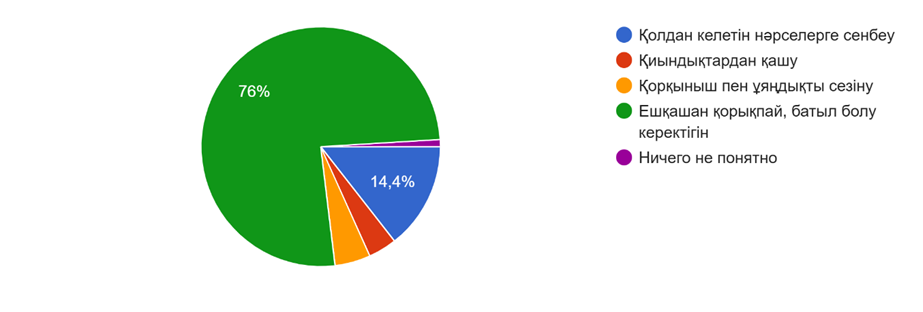 76%
14,4%
Қолдан келетін нәрселерге сенбеу
Қиындықтардан қашу
Қорқыныш пен ұяңдықты сезіну
Ешқашан қорықпай, батыл болу
керектігін
Ничего не понятно